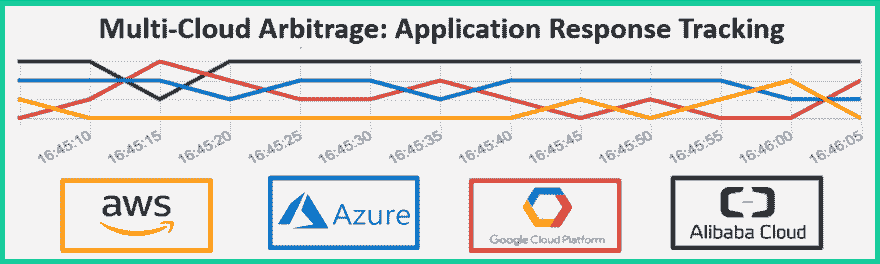 Multi-Cloud Arbitrage: Application Response Tracking
16:45:10 16:45:15 16:45:20 16:45:25 16:45:30 16:45:35 16:45:40 16:45:45 16:45:50 16:45:55 16:46:00 16:46:05
aws Azure Google Cloud Platform Alibaba Cloud